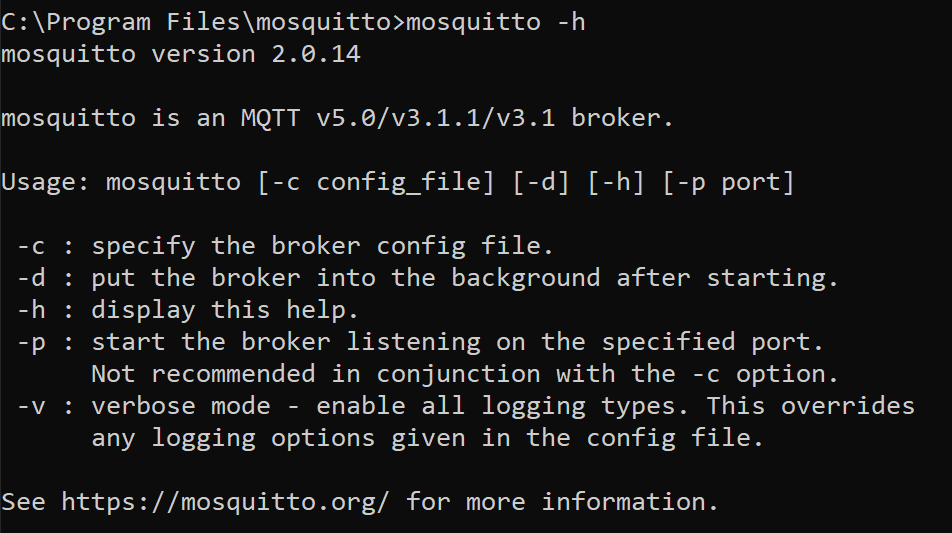 C:\Program Files\mosquitto>mosquitto -h
mosquitto version 2.0.14
mosquitto is an MQTT v5.0/v3.1.1/v3.1 broker.
Usage: mosquitto [-c config_file] [-d] [-h] [-p port]
-c : specify the broker config file.
-d : put the broker into the background after starting.
-h : display this help.
-p : start the broker listening on the specified port.
Not recommended in conjunction with the -c option.
-v : verbose mode - enable all logging types. This overrides
any logging options given in the config file.
See https://mosquitto.org/ for more information.